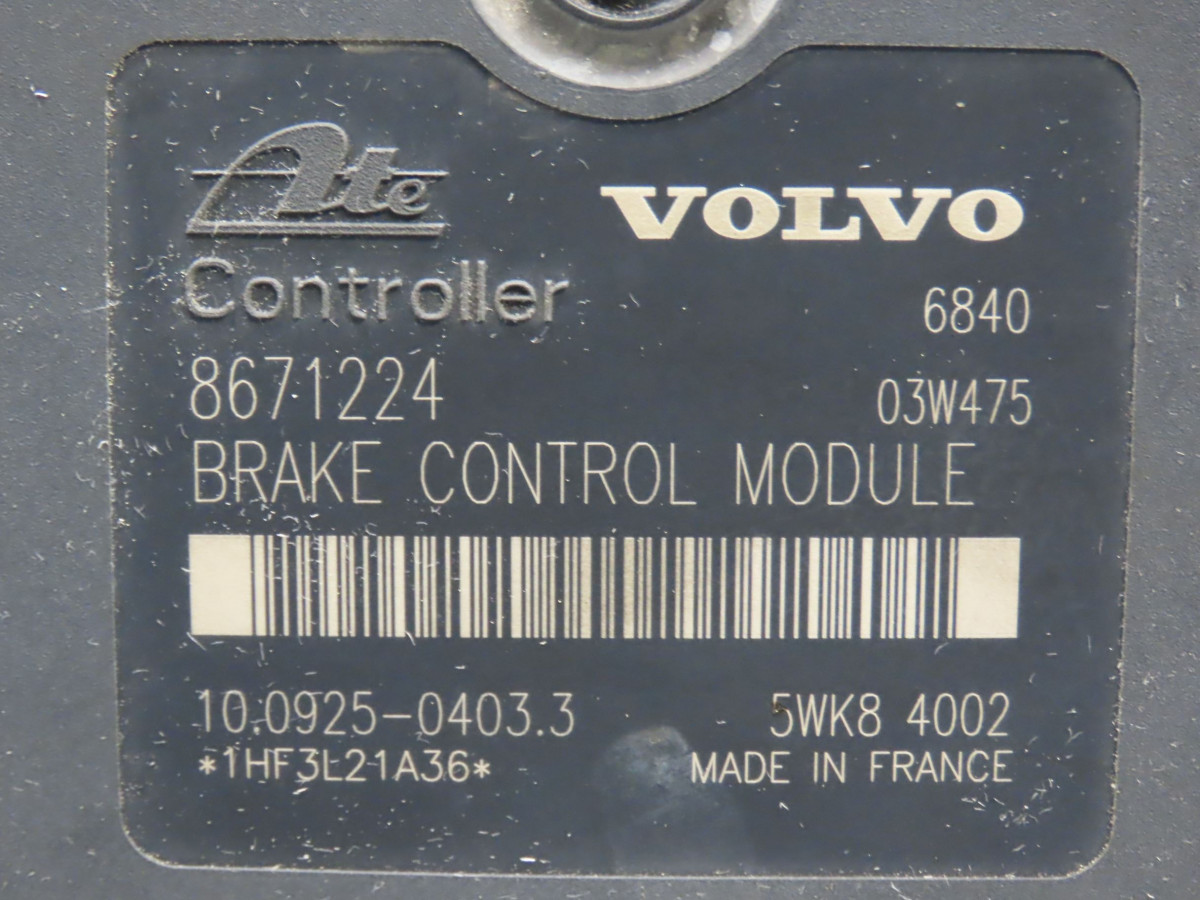 Ate VOLVO
Controller 6840
8671224 03W475
BRAKE CONTROL MODULE
10.0925-0403.3 5WK8 4002
*1HF3L21A36* MADE IN FRANCE